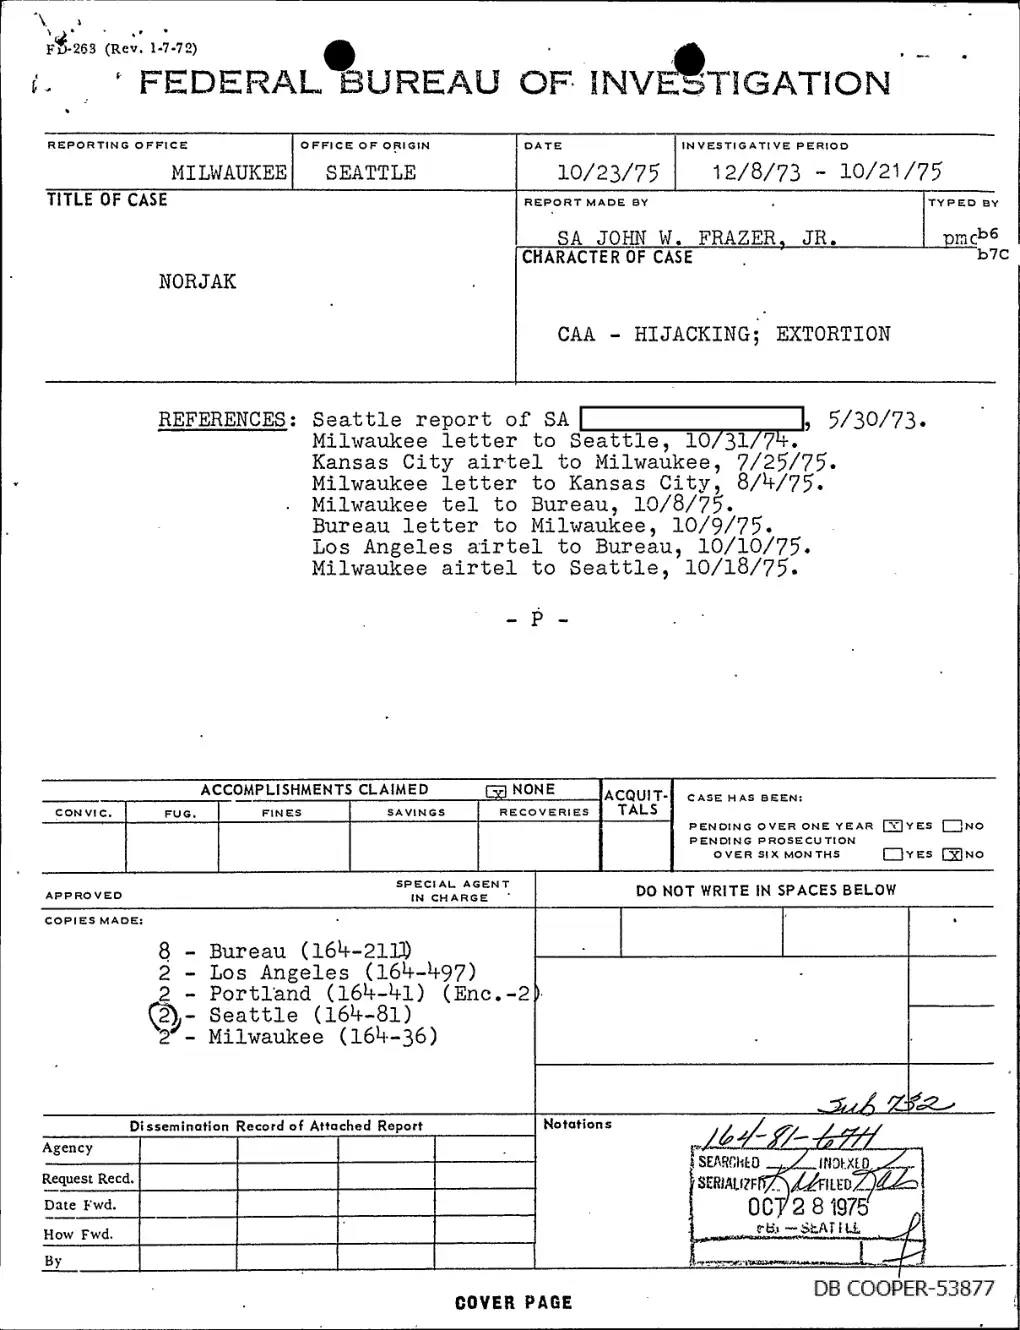 FD-263 (Rev. 1-7-72)
FEDERAL BUREAU OF INVESTIGATION
REPORTING OFFICE
OFFICE OF ORIGIN
DATE
INVESTIGATIVE PERIOD
MILWAUKEE
SEATTLE
10/23/75
12/8/73 - 10/21/75
TITLE OF CASE
REPORT MADE BY
TYPED BY
SA JOHN W. FRAZER, JR.
pmc
b6
b7C
CHARACTER OF CASE
NORJAK
CAA - HIJACKING; EXTORTION
REFERENCES: Seattle report of SA , 5/30/73.
Milwaukee letter to Seattle, 10/31/74.
Kansas City airtel to Milwaukee, 7/25/75.
Milwaukee letter to Kansas City, 8/4/75.
Milwaukee tel to Bureau, 10/8/75.
Bureau letter to Milwaukee, 10/9/75.
Los Angeles airtel to Bureau, 10/10/75.
Milwaukee airtel to Seattle, 10/18/75.
- P -
ACCOMPLISHMENTS CLAIMED X NONE
ACQUIT-
TALS
CASE HAS BEEN:
CONVIC.
FUG.
FINES
SAVINGS
RECOVERIES
PENDING OVER ONE YEAR X YES NO
PENDING PROSECUTION
OVER SIX MONTHS YES X NO
APPROVED
SPECIAL AGENT
IN CHARGE
DO NOT WRITE IN SPACES BELOW
COPIES MADE:
8 - Bureau (164-2111)
2 - Los Angeles (164-497)
2 - Portland (164-41) (Enc.-2)
2 - Seattle (164-81)
2 - Milwaukee (164-36)
Sub 732
Dissemination Record of Attached Report
Notations
Agency
Request Recd.
Date Fwd.
How Fwd.
By
164-81-6711
SEARCHED INDEXED
SERIALIZED FILED
OCT 28 1975
FBI - SEATTLE
COVER PAGE
DB COOPER-53877